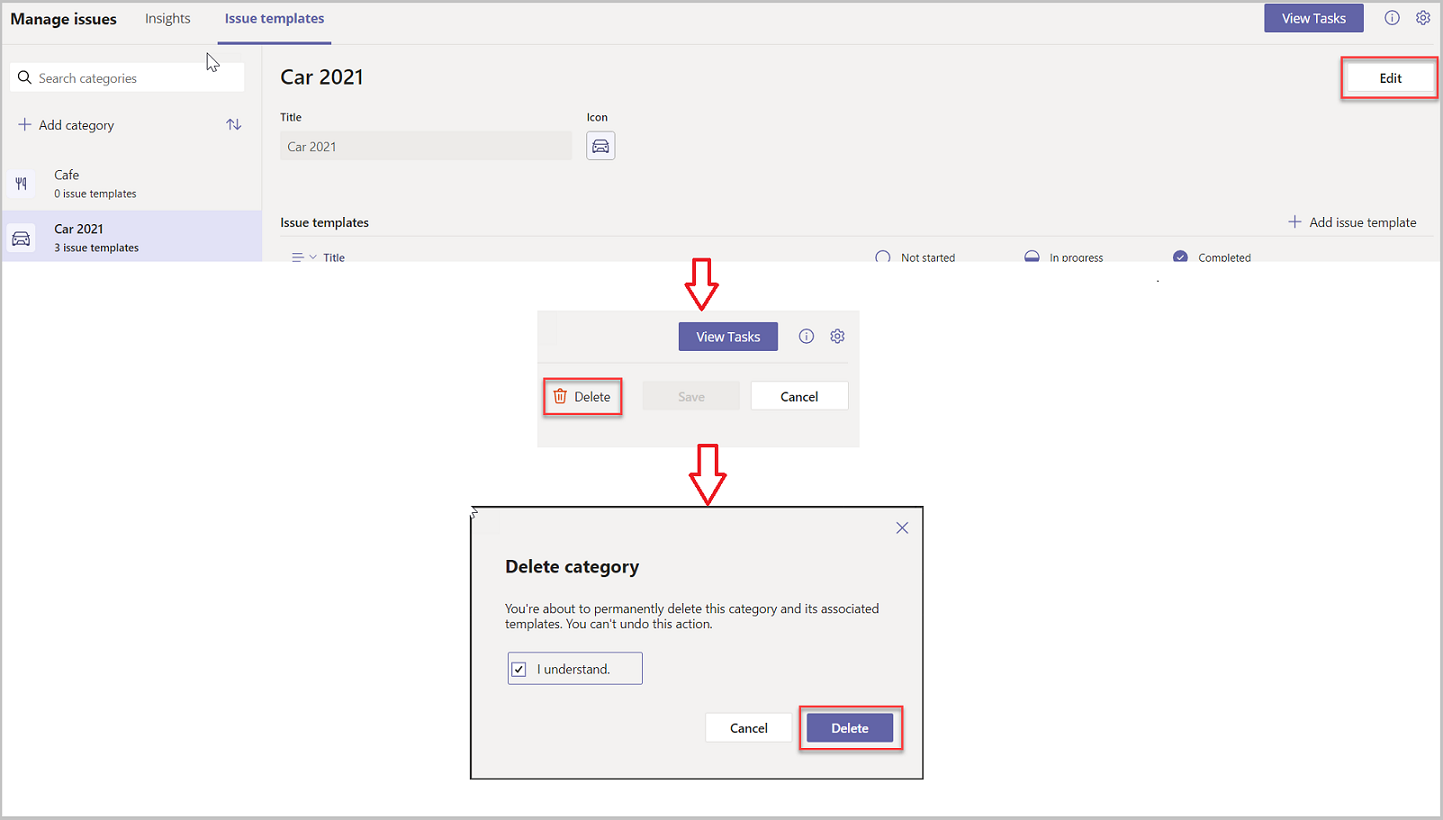 Manage issues Insights Issue templates View Tasks
Search categories
Car 2021
Edit
Title Icon
Add category
Car 2021
Cafe
0 issue templates
Car 2021
3 issue templates
Issue templates
Add issue template
Title Not started In progress Completed
View Tasks
Delete Save Cancel
Delete category
You're about to permanently delete this category and its associated
templates. You can't undo this action.
I understand.
Cancel Delete